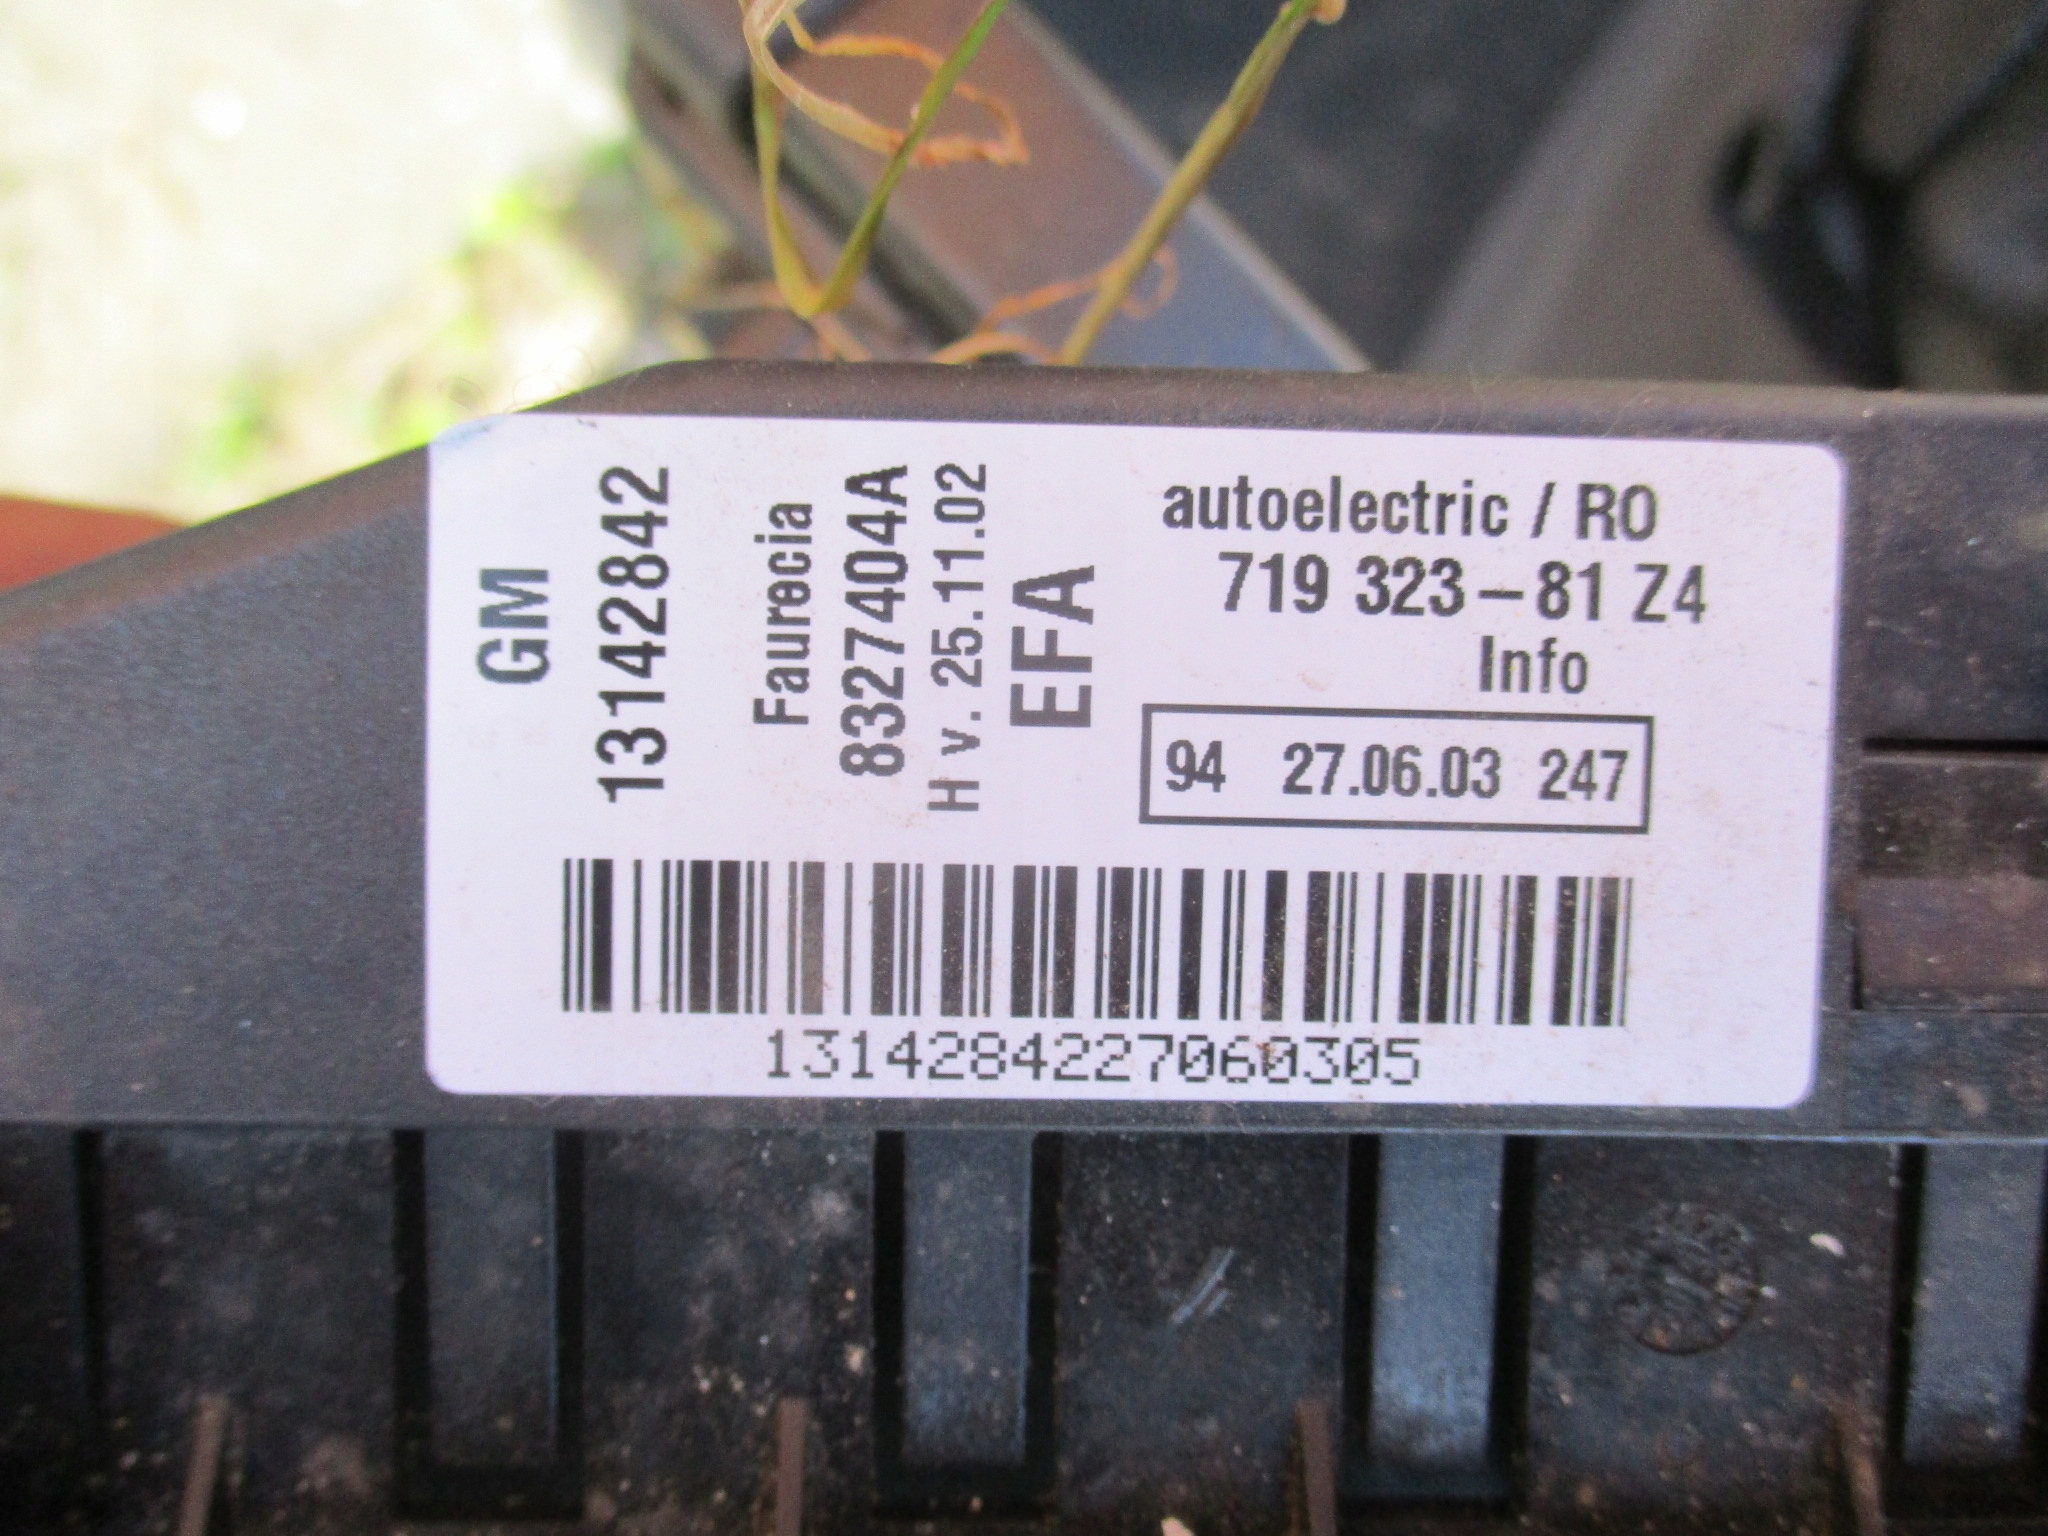 GM
13142842
Faurecia
8327404A
H v. 25.11.02
EFA
autoelectric / RO
719 323-81 Z4
Info
94 27.06.03 247
1314284227060305